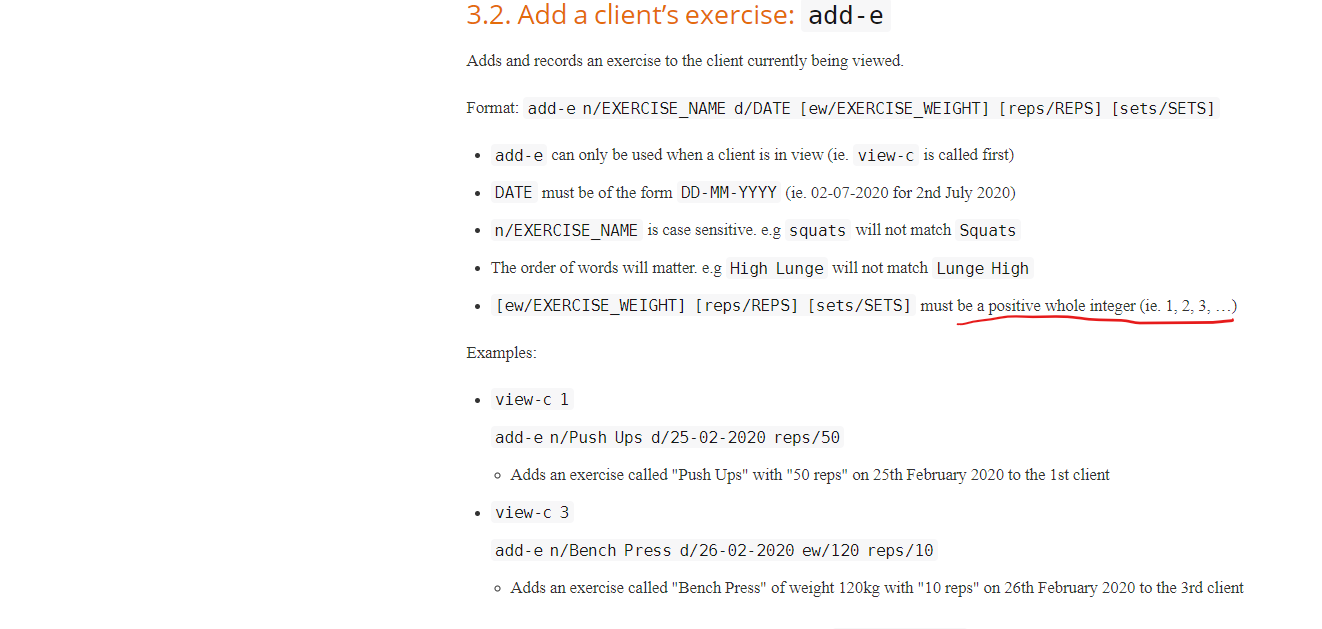 3.2. Add a client’s exercise: add-e
Adds and records an exercise to the client currently being viewed.
Format: add-e n/EXERCISE_NAME d/DATE [ew/EXERCISE_WEIGHT] [reps/REPS] [sets/SETS]
• add-e can only be used when a client is in view (ie. view-c is called first)
• DATE must be of the form DD-MM-YYYY (ie. 02-07-2020 for 2nd July 2020)
• n/EXERCISE_NAME is case sensitive. e.g squats will not match Squats
• The order of words will matter. e.g High Lunge will not match Lunge High
• [ew/EXERCISE_WEIGHT] [reps/REPS] [sets/SETS] must be a positive whole integer (ie. 1, 2, 3, …)
Examples:
• view-c 1
add-e n/Push Ups d/25-02-2020 reps/50
◦ Adds an exercise called "Push Ups" with "50 reps" on 25th February 2020 to the 1st client
• view-c 3
add-e n/Bench Press d/26-02-2020 ew/120 reps/10
◦ Adds an exercise called "Bench Press" of weight 120kg with "10 reps" on 26th February 2020 to the 3rd client